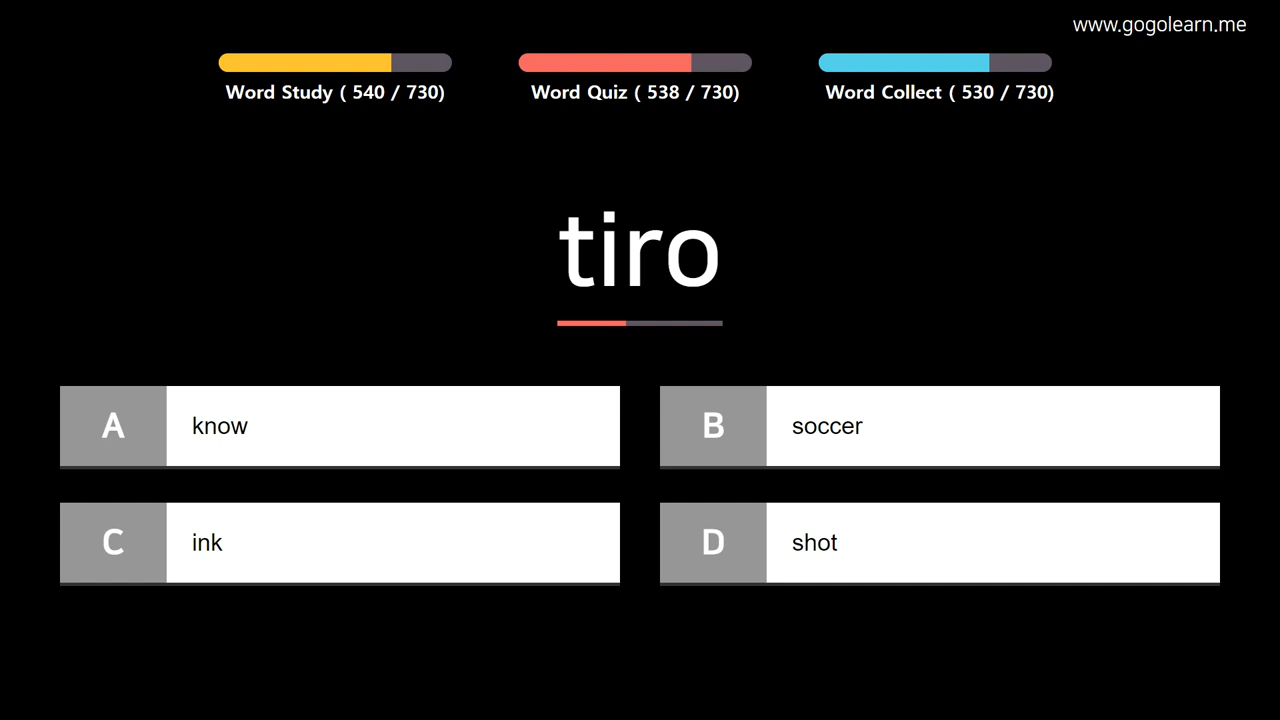 www.gogolearn.me
Word Study ( 540 / 730)
Word Quiz ( 538 / 730)
Word Collect ( 530 / 730)
tiro
A know
B soccer
C ink
D shot